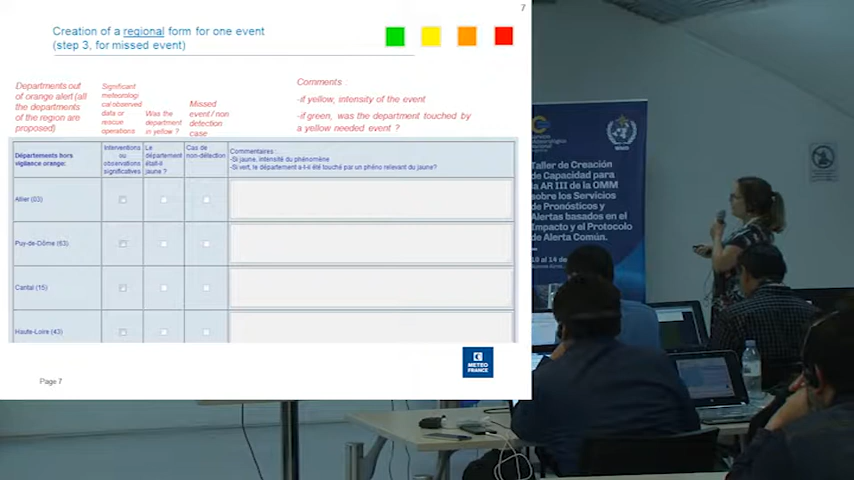 7
Creation of a regional form for one event
(step 3, for missed event)
Departments out
of orange alert (all
the departments
of the region are
proposed)
Significant
meteorolog
ical observed
data or
rescue
operations
Was the
department
in yellow ?
Missed
event / non
detection
case
Comments :
-if yellow, intensity of the event
-if green, was the department touched by
a yellow needed event ?
Départements hors
vigilance orange:
Interventions
ou
observations
significatives
Le
département
était-il
jaune ?
Cas de
non-détection
Commentaires :
-Si jaune, intensité du phénomène
-Si vert, le département a-t-il été touché par un phéno relevant du jaune?
Allier (03)
Puy-de-Dôme (63)
Cantal (15)
Haute-Loire (43)
METEO
FRANCE
Page 7
Taller de Creación
de Capacidad para
la AR III de la OMM
sobre los Servicios
de Pronósticos y
Alertas basados en el
Impacto y el Protocolo
de Alerta Común.